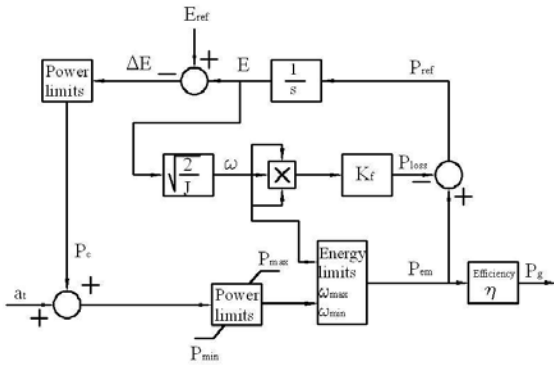 E_ref
Power limits
ΔE
−
+
E
1/s
P_ref
√2/J
ω
×
K_f
P_loss
−
+
P_c
+
P_max
Energy limits
ω_max
ω_min
P_em
Efficiency
η
P_g
a_t
+
Power limits
P_min